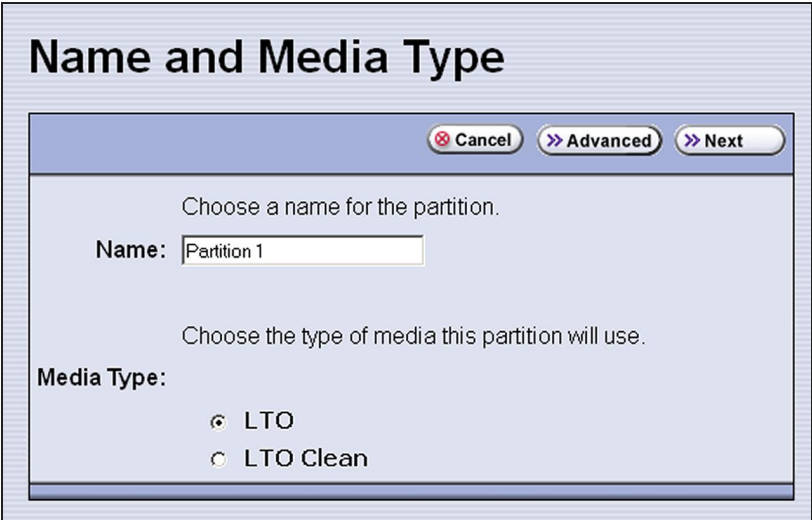 Name and Media Type
Cancel
Advanced
Next
Choose a name for the partition.
Name: Partition 1
Choose the type of media this partition will use.
Media Type:
LTO
LTO Clean